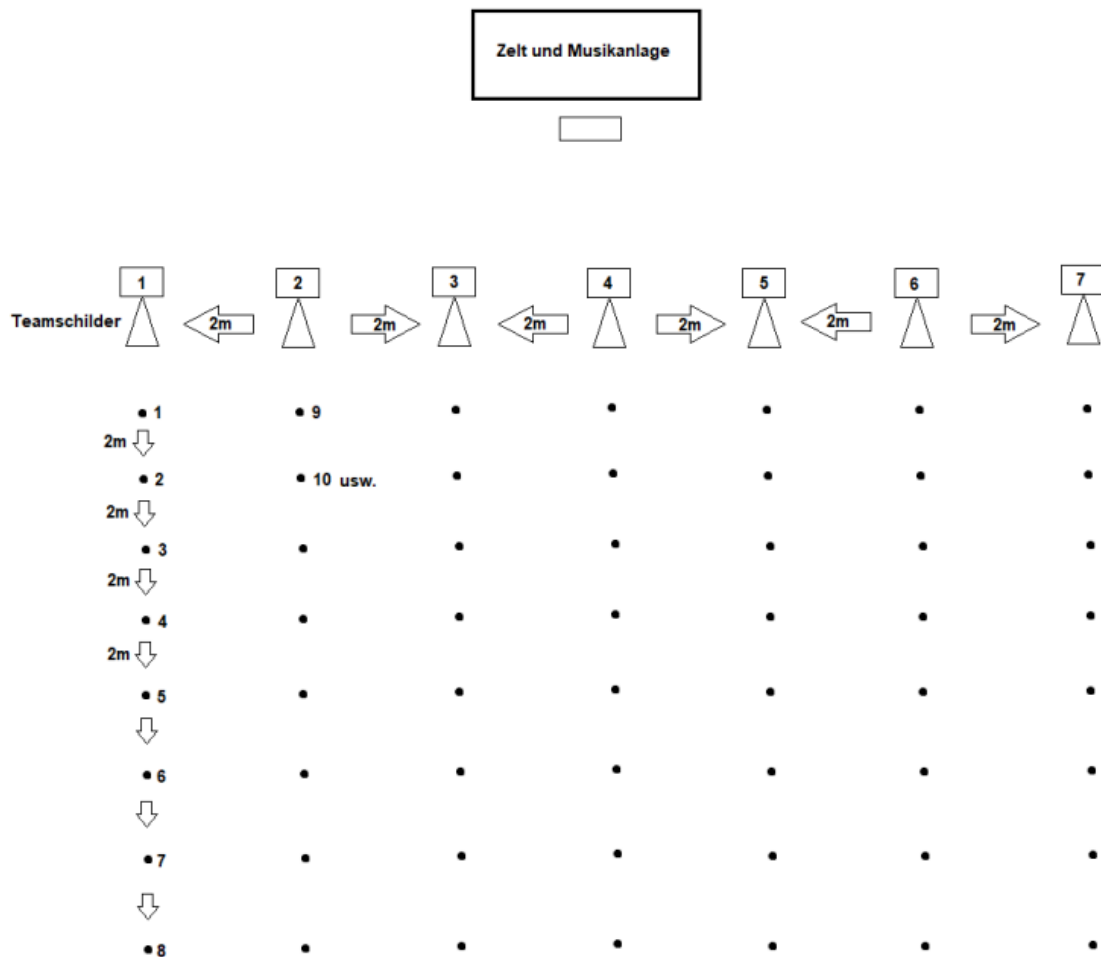 Zelt und Musikanlage
1 2 3 4 5 6 7
Teamschilder 2m 2m 2m 2m 2m 2m
1 9
2m
2 10 usw.
2m
3
2m
4
2m
5
6
7
8